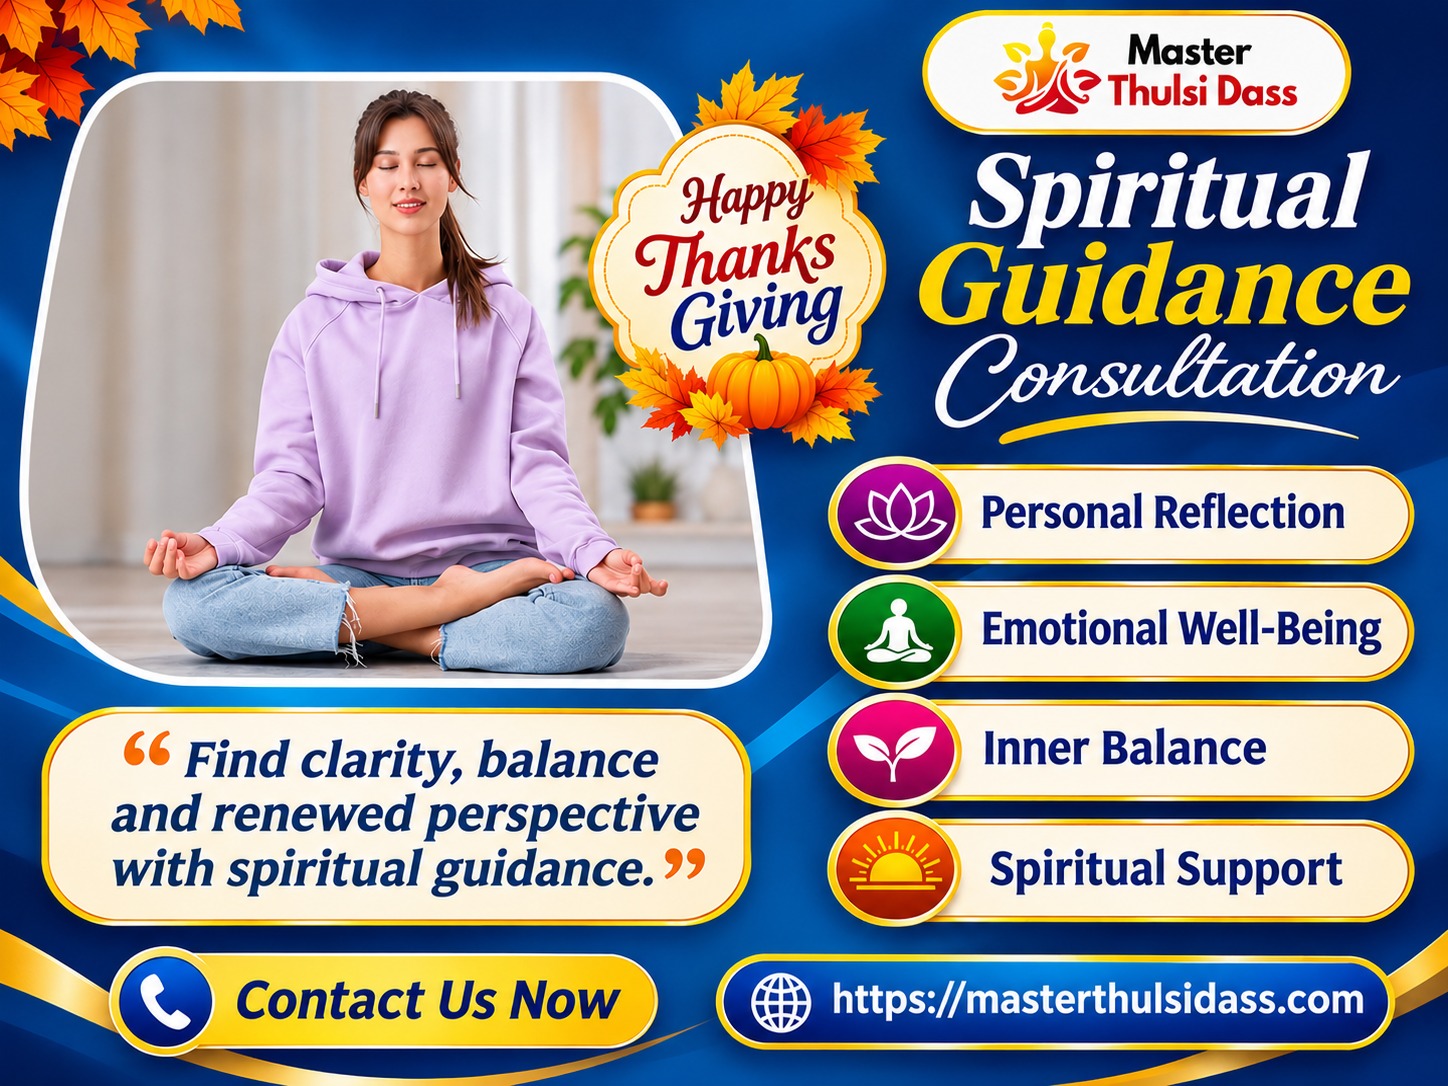 Master
Thulsi Dass
Spiritual
Guidance
Consultation
Happy
Thanks
Giving
Personal Reflection
Emotional Well-Being
Inner Balance
Spiritual Support
“Find clarity, balance
and renewed perspective
with spiritual guidance.”
Contact Us Now
https://masterthulsidass.com